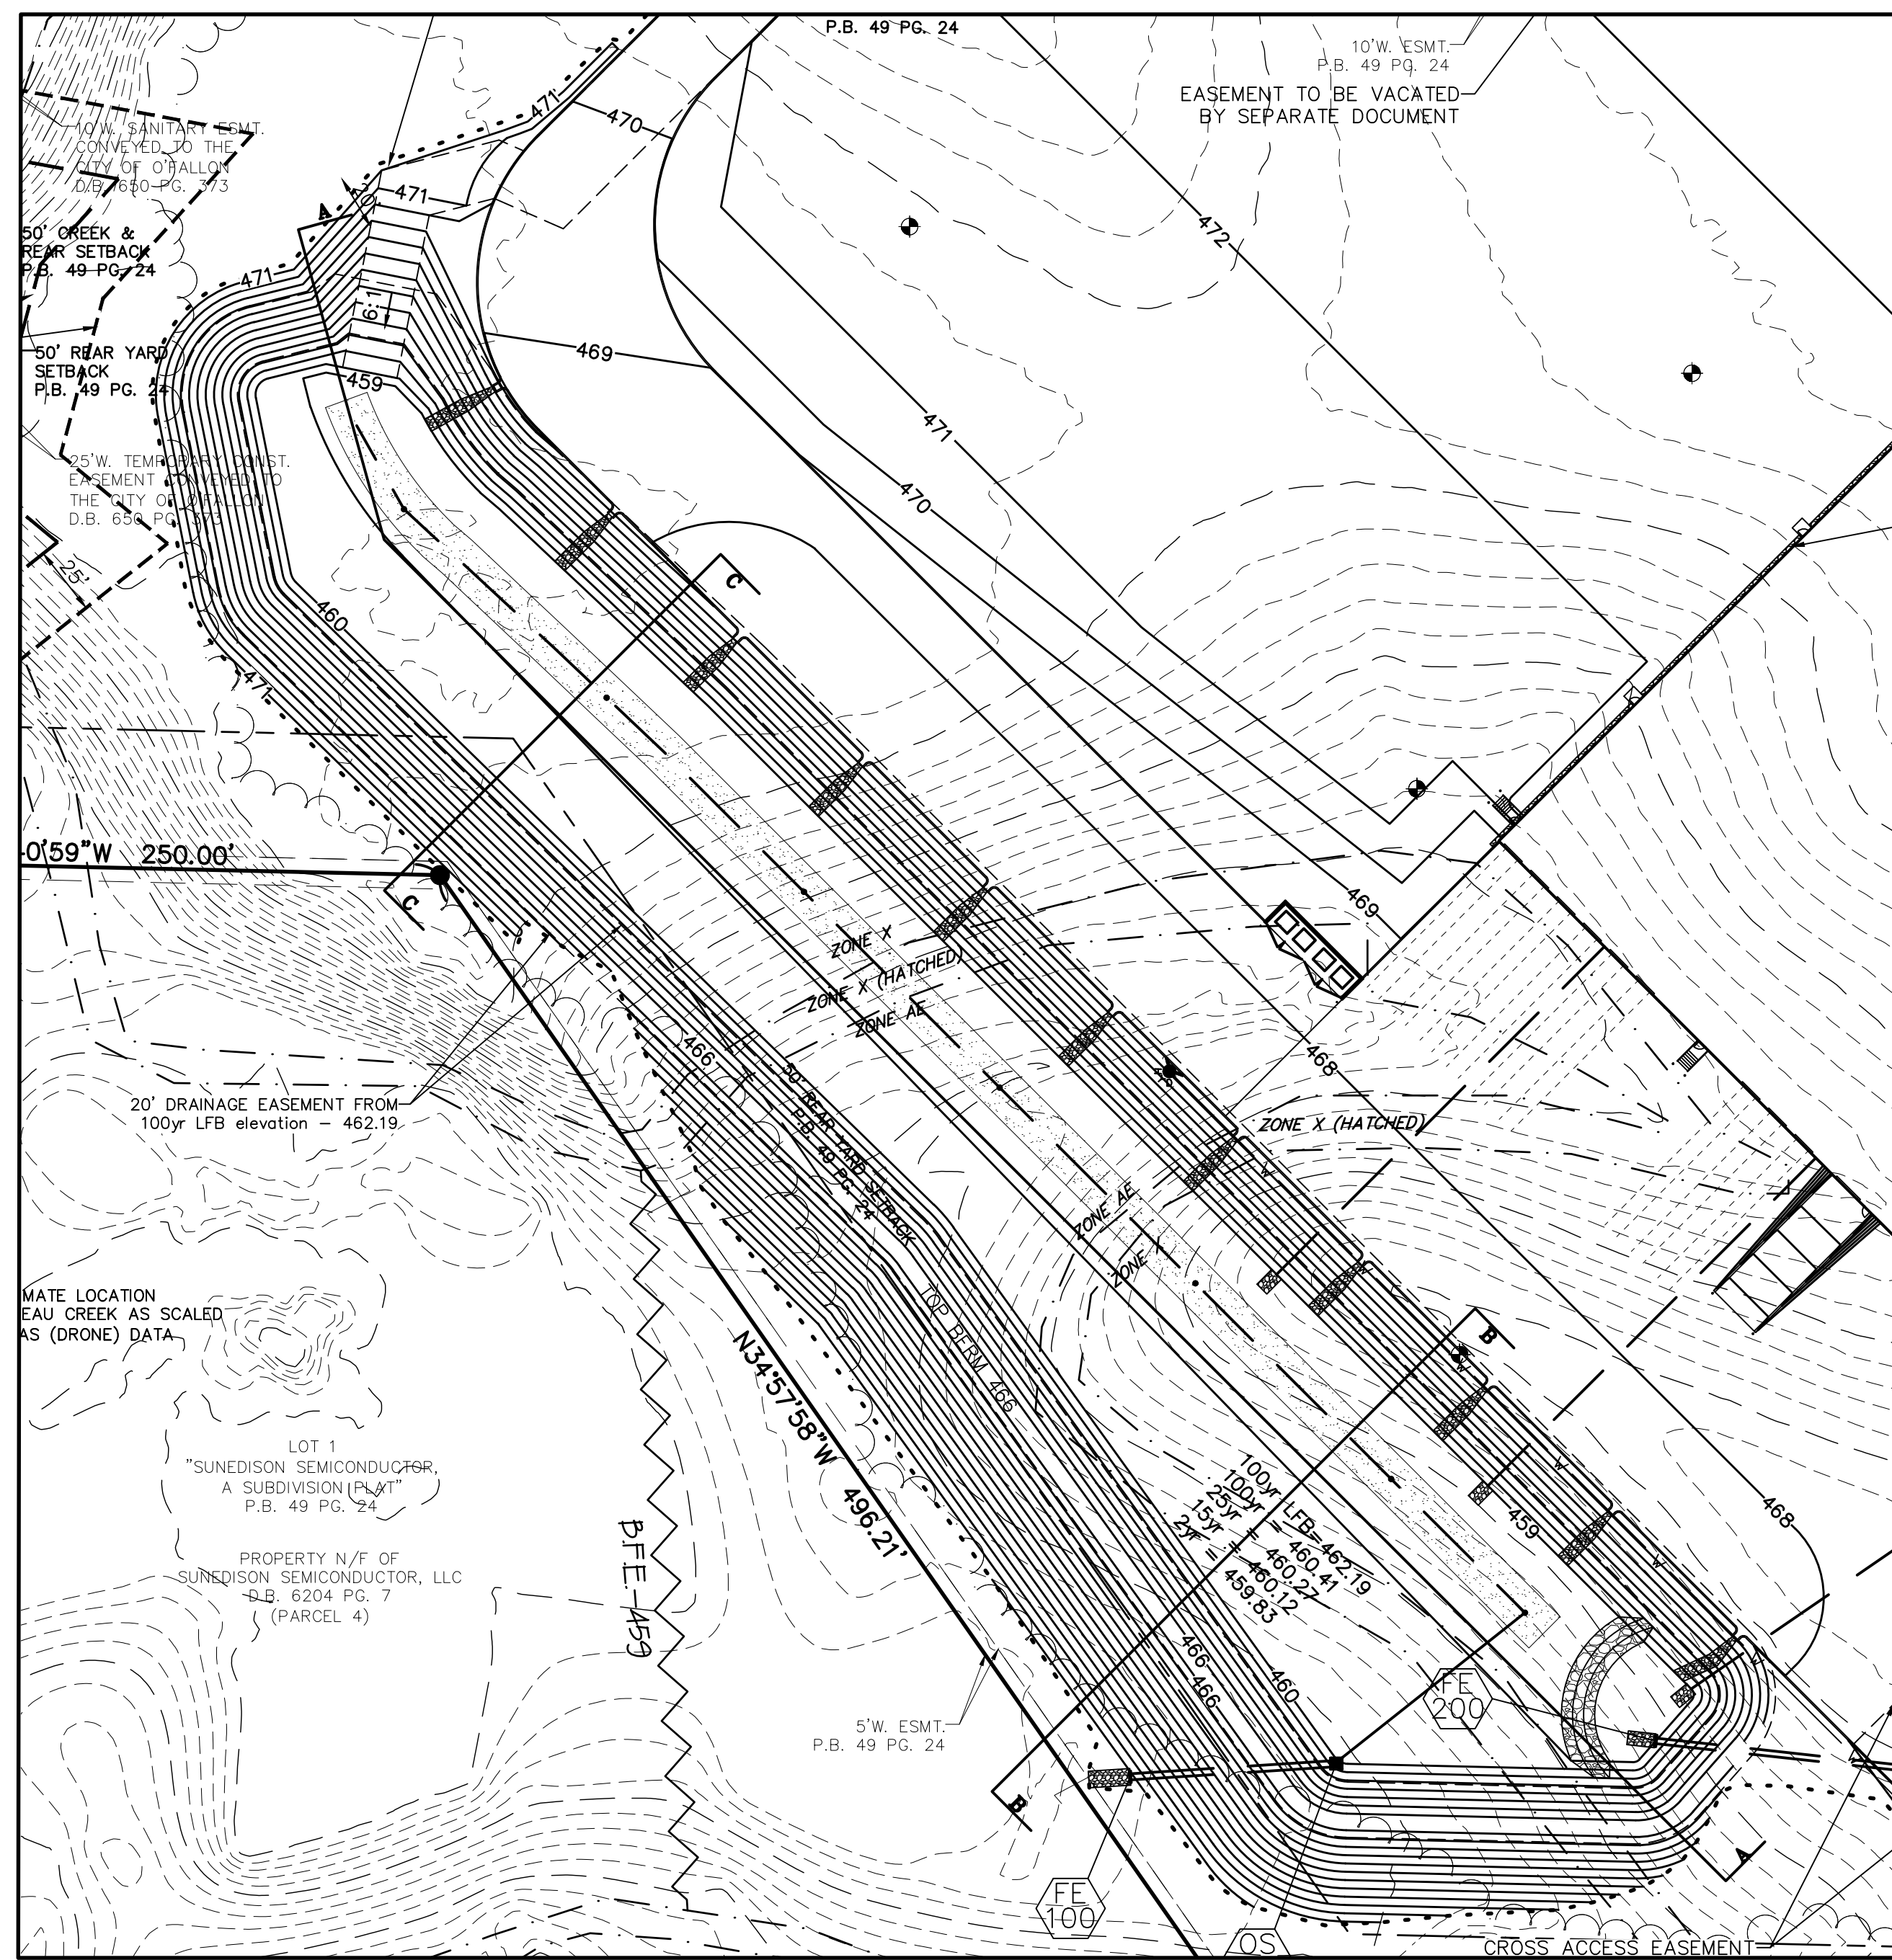 P.B. 49 PG. 24
10'W. ESMT.
P.B. 49 PG. 24
EASEMENT TO BE VACATED
BY SEPARATE DOCUMENT
10'W. SANITARY ESMT.
CONVEYED TO THE
CITY OF O'FALLON
D.B. 650 PG. 373
471
470
471
20'
A
472
50' CREEK &
REAR SETBACK
P.B. 49 PG. 24
471
6:1
50' REAR YARD
SETBACK
P.B. 49 PG. 24
469
459
471
25'W. TEMPORARY CONST.
EASEMENT CONVEYED TO
THE CITY OF O'FALLON
D.B. 650 PG. 373
470
25'
C
460
471
0'59"W 250.00'
C
469
ZONE X
ZONE X (HATCHED)
ZONE AE
466
468
20' DRAINAGE EASEMENT FROM
100yr LFB elevation – 462.19
50' REAR YARD SETBACK
P.B. 49 PG. 24
ZONE X (HATCHED)
W
ZONE AE
ZONE X
MATE LOCATION
EAU CREEK AS SCALED
AS (DRONE) DATA
TOP BERM 466
W
B
W
N34°57'58"W 496.21'
LOT 1
"SUNEDISON SEMICONDUCTOR,
A SUBDIVISION PLAT"
P.B. 49 PG. 24
PROPERTY N/F OF
SUNEDISON SEMICONDUCTOR, LLC
D.B. 6204 PG. 7
(PARCEL 4)
B.F.E.-459
100yr LFB=462.19
100yr = 460.41
25yr = 460.27
15yr = 460.12
2yr = 459.83
W
459
468
W
W
466
466
460
FE
200
5'W. ESMT.
P.B. 49 PG. 24
B
A
FE
100
OS
CROSS ACCESS EASEMENT